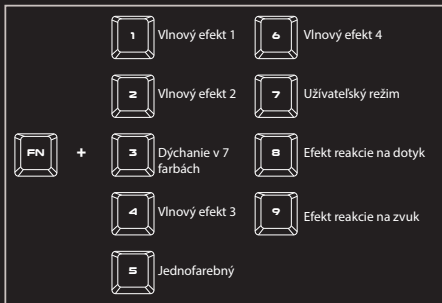 1 Vlnový efekt 1
6 Vlnový efekt 4
2 Vlnový efekt 2
7 Užívateľský režim
FN + 3 Dýchanie v 7
farbách
8 Efekt reakcie na dotyk
4 Vlnový efekt 3
9 Efekt reakcie na zvuk
5 Jednofarebný